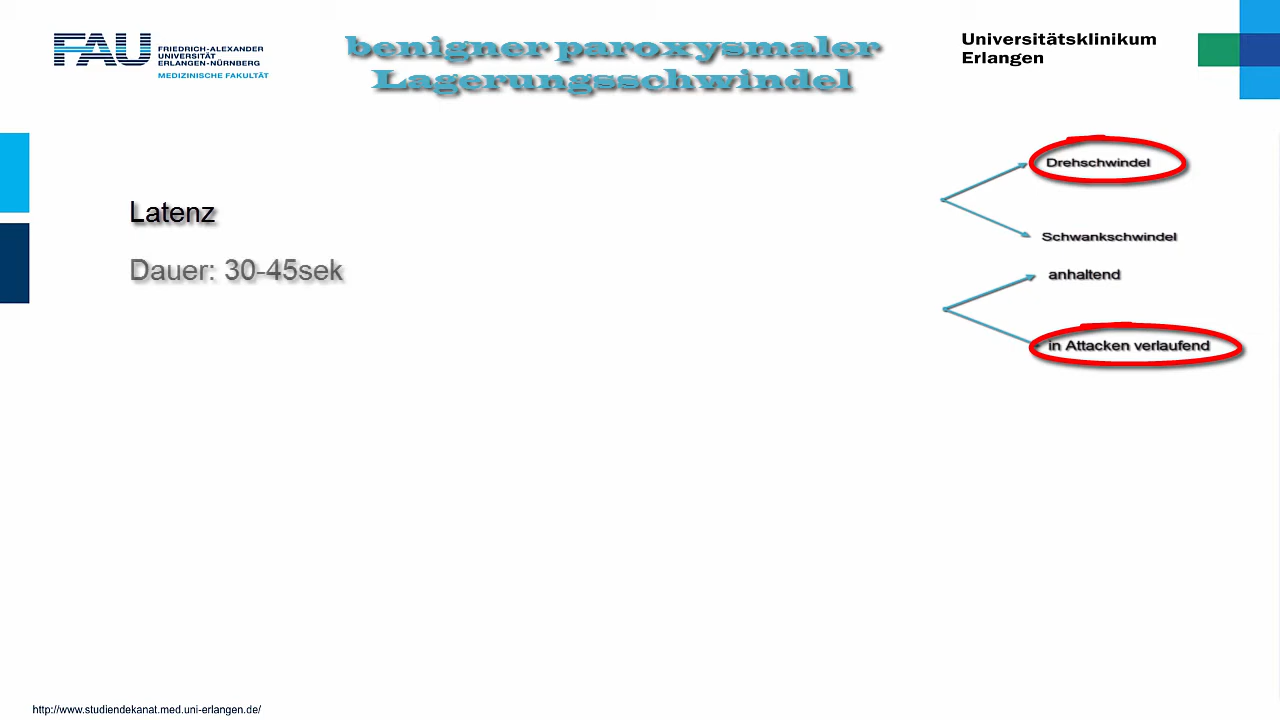 FAU
FRIEDRICH-ALEXANDER
UNIVERSITÄT
ERLANGEN-NÜRNBERG
MEDIZINISCHE FAKULTÄT
benigner paroxysmaler
Lagerungsschwindel
Universitätsklinikum
Erlangen
Latenz
Dauer: 30-45sek
Drehschwindel
Schwankschwindel
anhaltend
in Attacken verlaufend
http://www.studiendekanat.med.uni-erlangen.de/